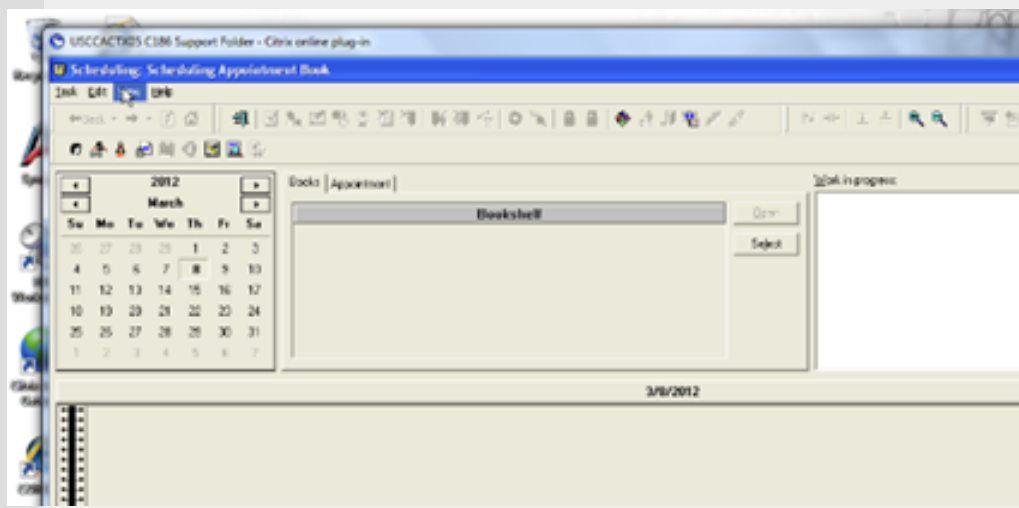 USCCACTX05 C186 Support Folder - Citrix online plug-in
Scheduling: Scheduling Appointment Book
Task Edit View Help
2012
March
Su Mo Tu We Th Fr Sa
26 27 28 29 1 2 3
4 5 6 7 8 9 10
11 12 13 14 15 16 17
18 19 20 21 22 23 24
25 26 27 28 29 30 31
1 2 3 4 5 6 7
Books Appointment
Bookshelf
Open
Select
Work in progress:
3/8/2012